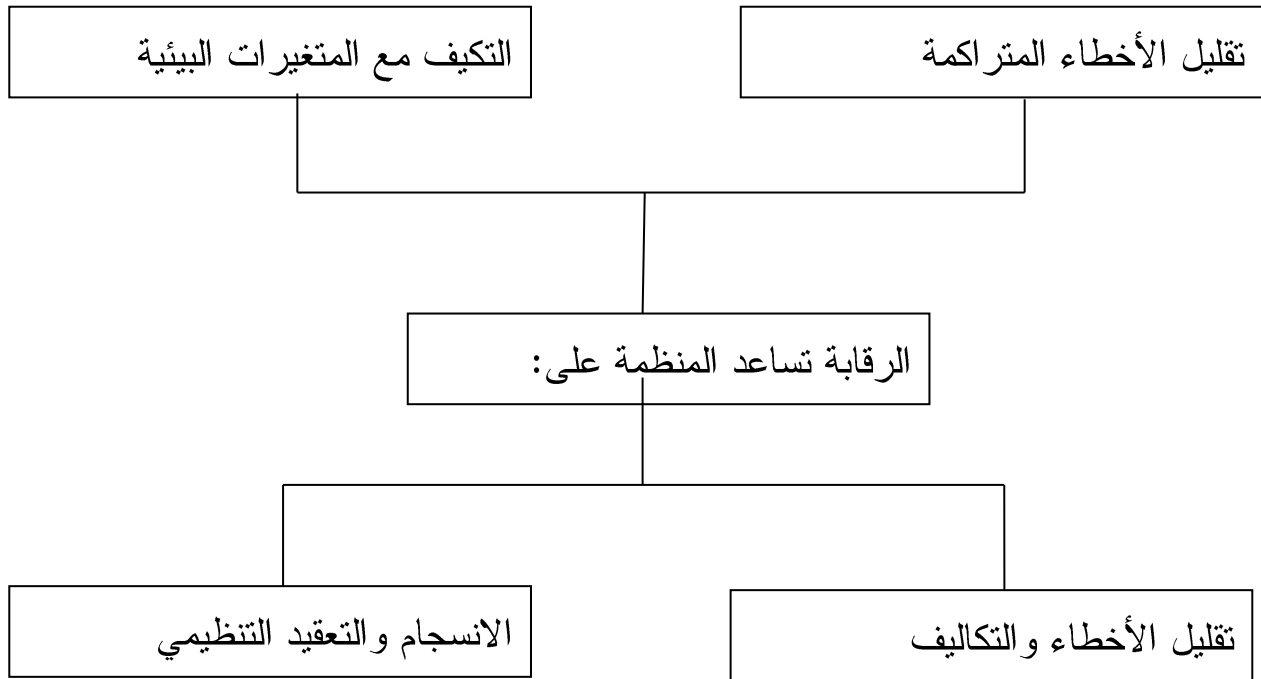 تقليل الأخطاء المتراكمة
التكيف مع المتغيرات البيئية
الرقابة تساعد المنظمة على:
تقليل الأخطاء والتكاليف
الانسجام والتعقيد التنظيمي